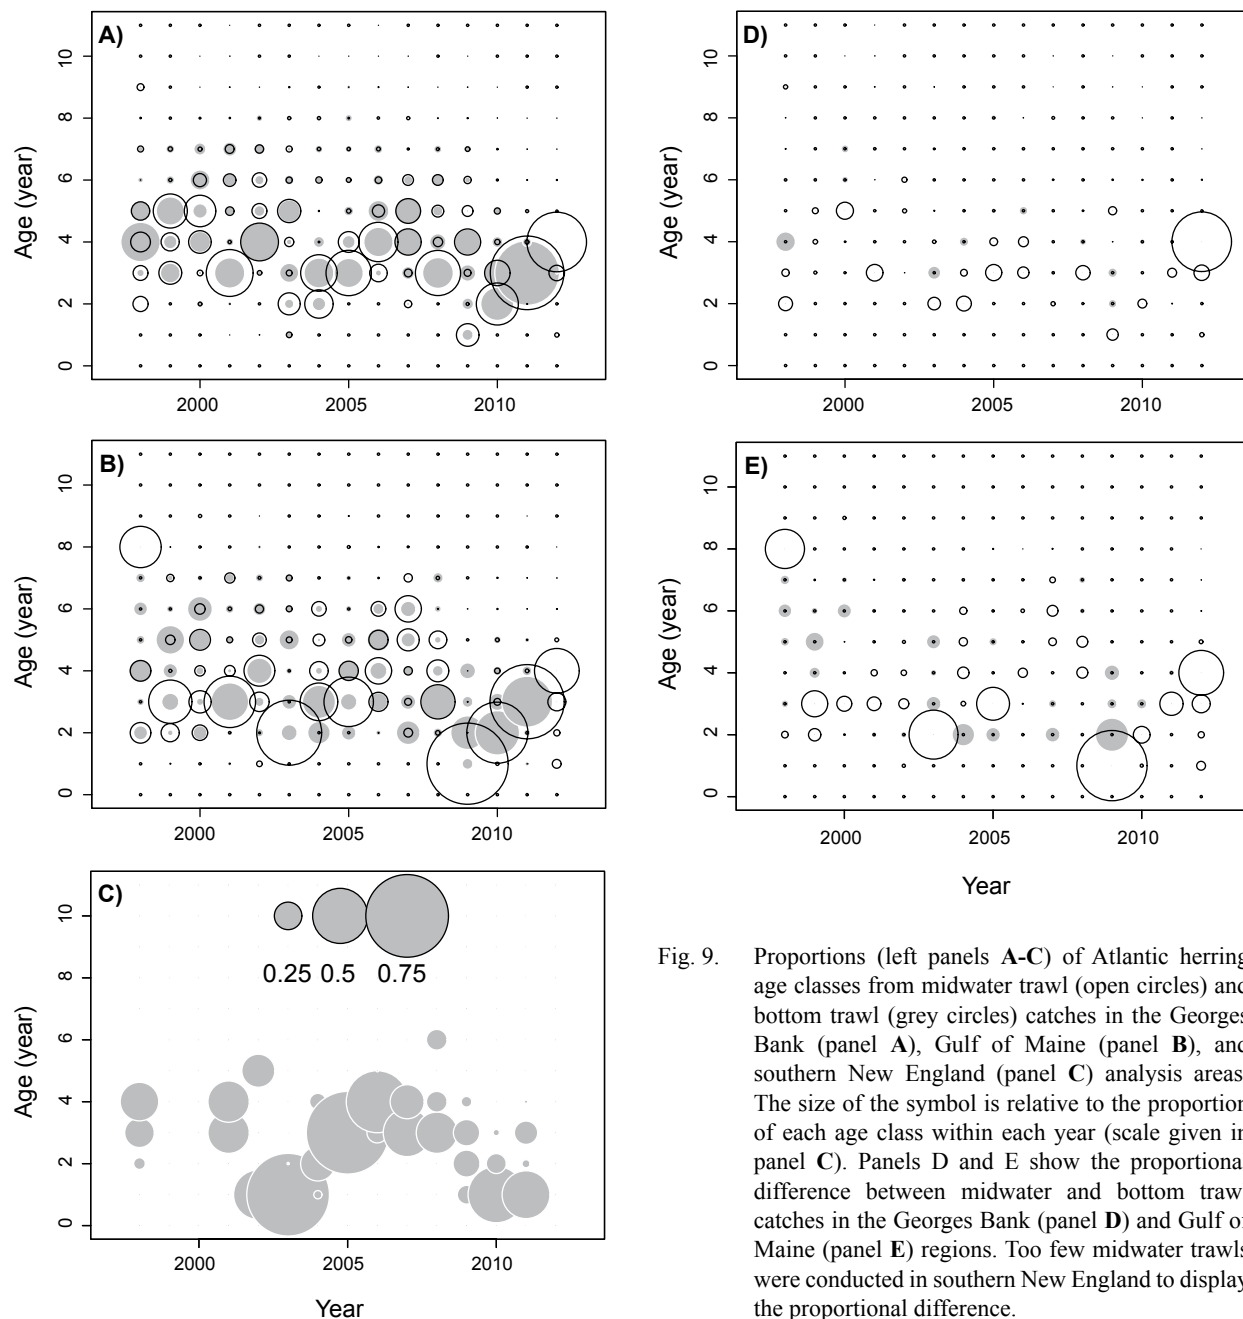 A)
Age (year)
0 2 4 6 8 10
2000 2005 2010
D)
Age (year)
0 2 4 6 8 10
2000 2005 2010
B)
Age (year)
0 2 4 6 8 10
2000 2005 2010
E)
Age (year)
0 2 4 6 8 10
2000 2005 2010
Year
C)
0.25 0.5 0.75
Age (year)
0 2 4 6 8 10
2000 2005 2010
Year
Fig. 9. Proportions (left panels A-C) of Atlantic herring
age classes from midwater trawl (open circles) and
bottom trawl (grey circles) catches in the Georges
Bank (panel A), Gulf of Maine (panel B), and
southern New England (panel C) analysis areas
The size of the symbol is relative to the proportion
of each age class within each year (scale given in
panel C). Panels D and E show the proportiona
difference between midwater and bottom traw
catches in the Georges Bank (panel D) and Gulf of
Maine (panel E) regions. Too few midwater trawls
were conducted in southern New England to display
the proportional difference.